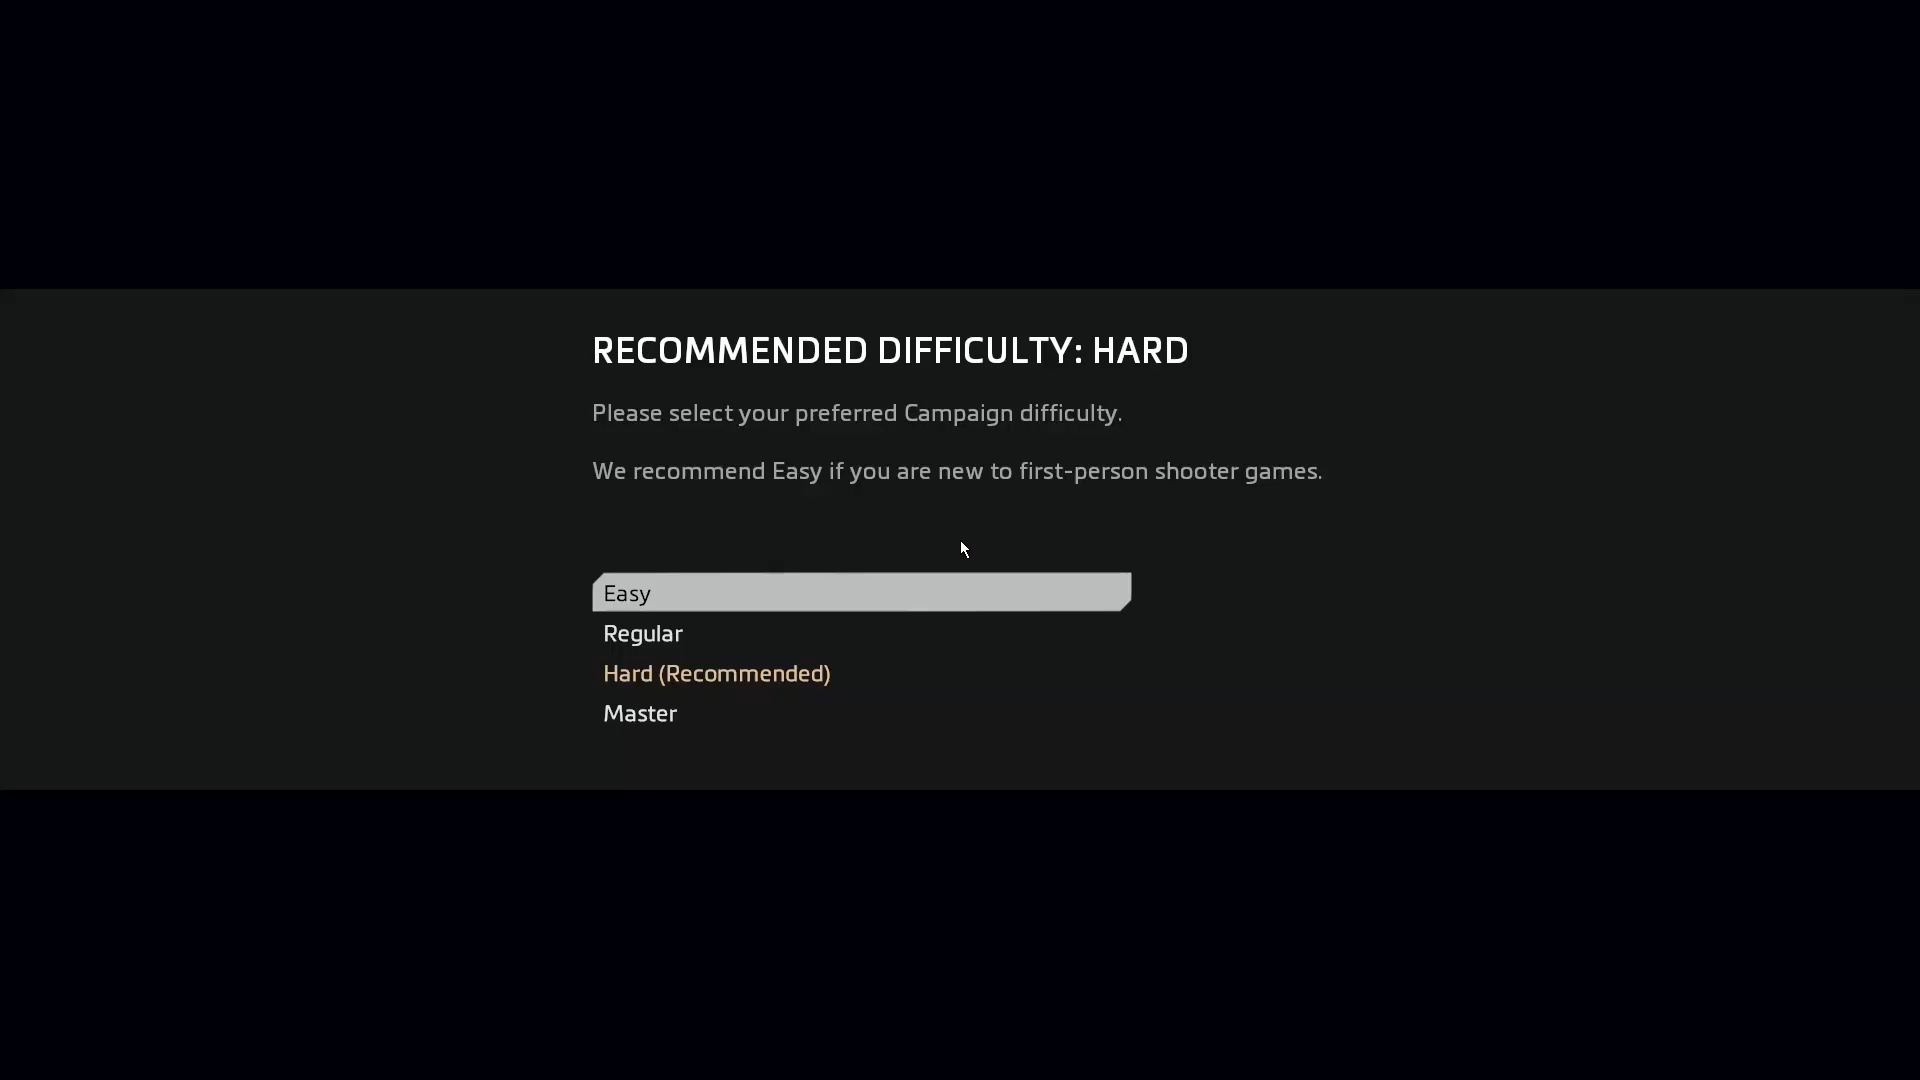 RECOMMENDED DIFFICULTY: HARD
Please select your preferred Campaign difficulty.
We recommend Easy if you are new to first-person shooter games.
Easy
Regular
Hard (Recommended)
Master